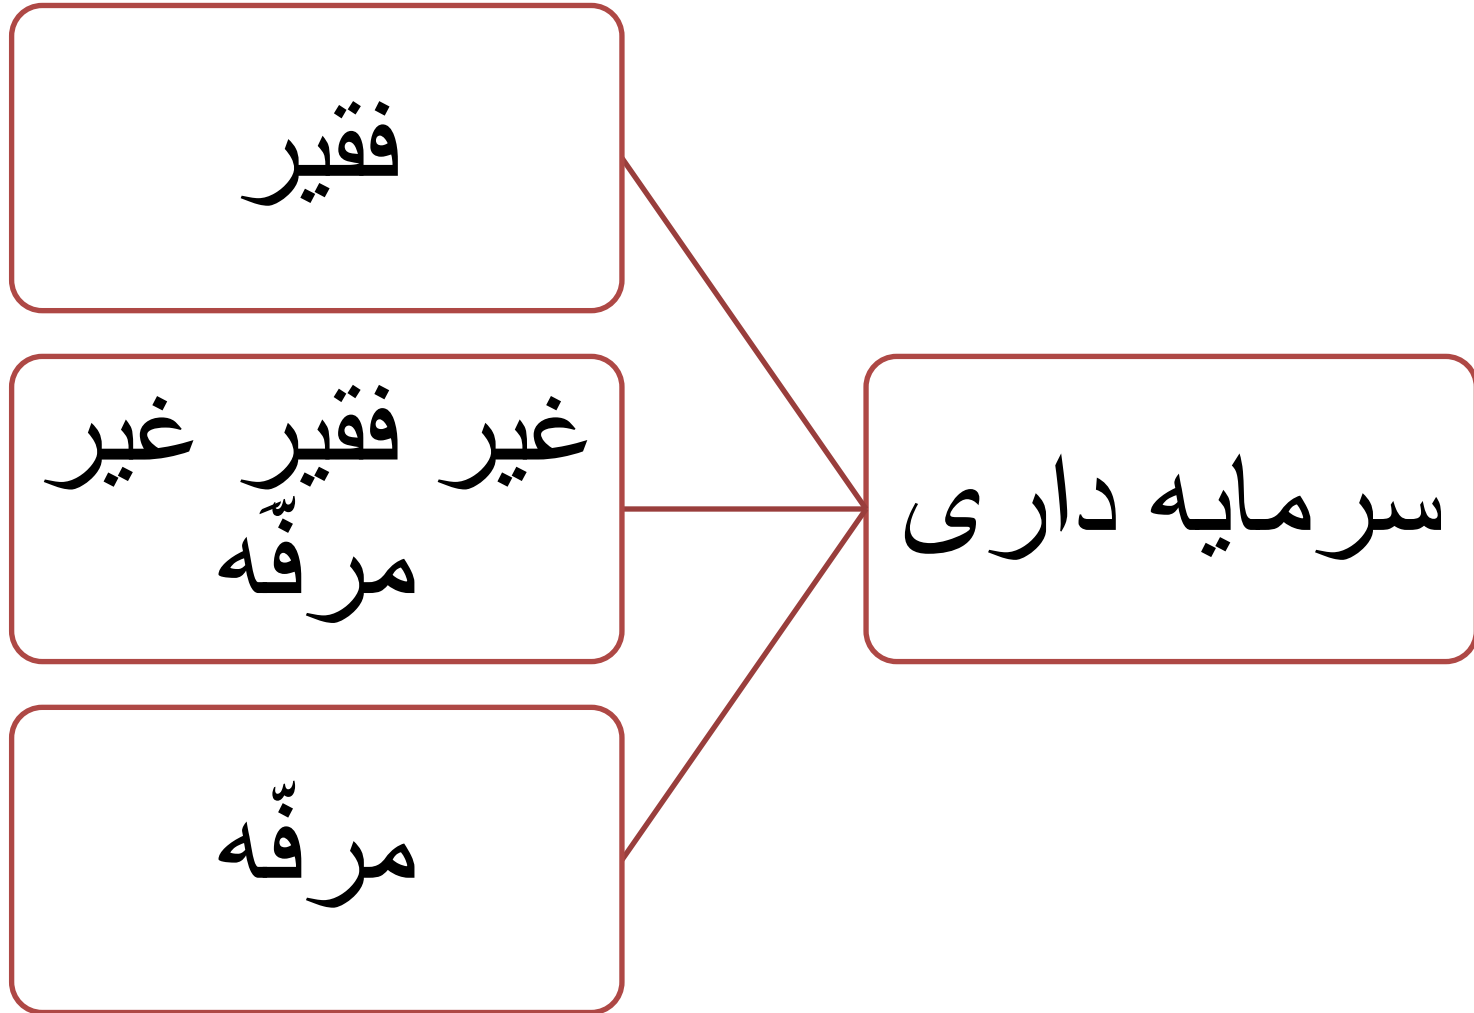 سرمایه داری
فقیر
غیر فقیر غیر
مرفَّه
مرفّه